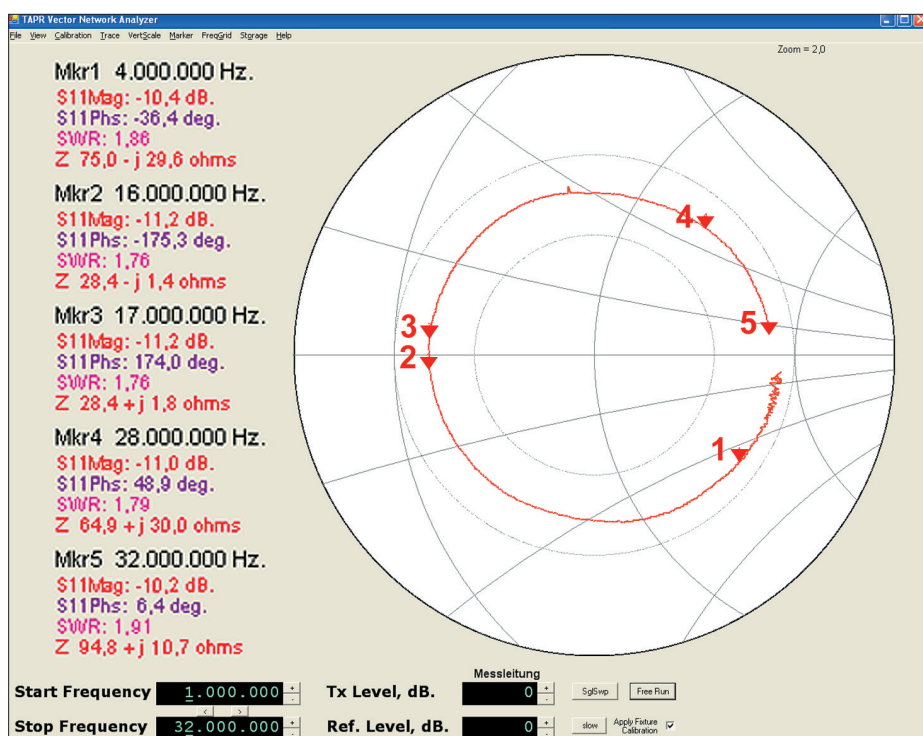 TAPR Vector Network Analyzer
File View Calibration Trace VertScale Marker FreqGrid Storage Help
Zoom = 2,0
Mkr1 4.000.000 Hz.
S11Mag: -10,4 dB.
S11Phs: -36,4 deg.
SWR: 1,86
Z 75,0 - j 29,6 ohms
Mkr2 16.000.000 Hz.
S11Mag: -11,2 dB.
S11Phs: -175,3 deg.
SWR: 1,76
Z 28,4 - j 1,4 ohms
Mkr3 17.000.000 Hz.
S11Mag: -11,2 dB.
S11Phs: 174,0 deg.
SWR: 1,76
Z 28,4 +j 1,8 ohms
Mkr4 28.000.000 Hz.
S11Mag: -11,0 dB.
S11Phs: 48,9 deg.
SWR: 1,79
Z 64,9 +j 30,0 ohms
Mkr5 32.000.000 Hz.
S11Mag: -10,2 dB.
S11Phs: 6,4 deg.
SWR: 1,91
Z 94,8 +j 10,7 ohms
4
5
3
2
1
Messleitung
Start Frequency 1.000.000 Tx Level, dB. 0 SglSwp Free Run
Stop Frequency 32.000.000 Ref. Level, dB. 0 slow Apply Fixture Calibration